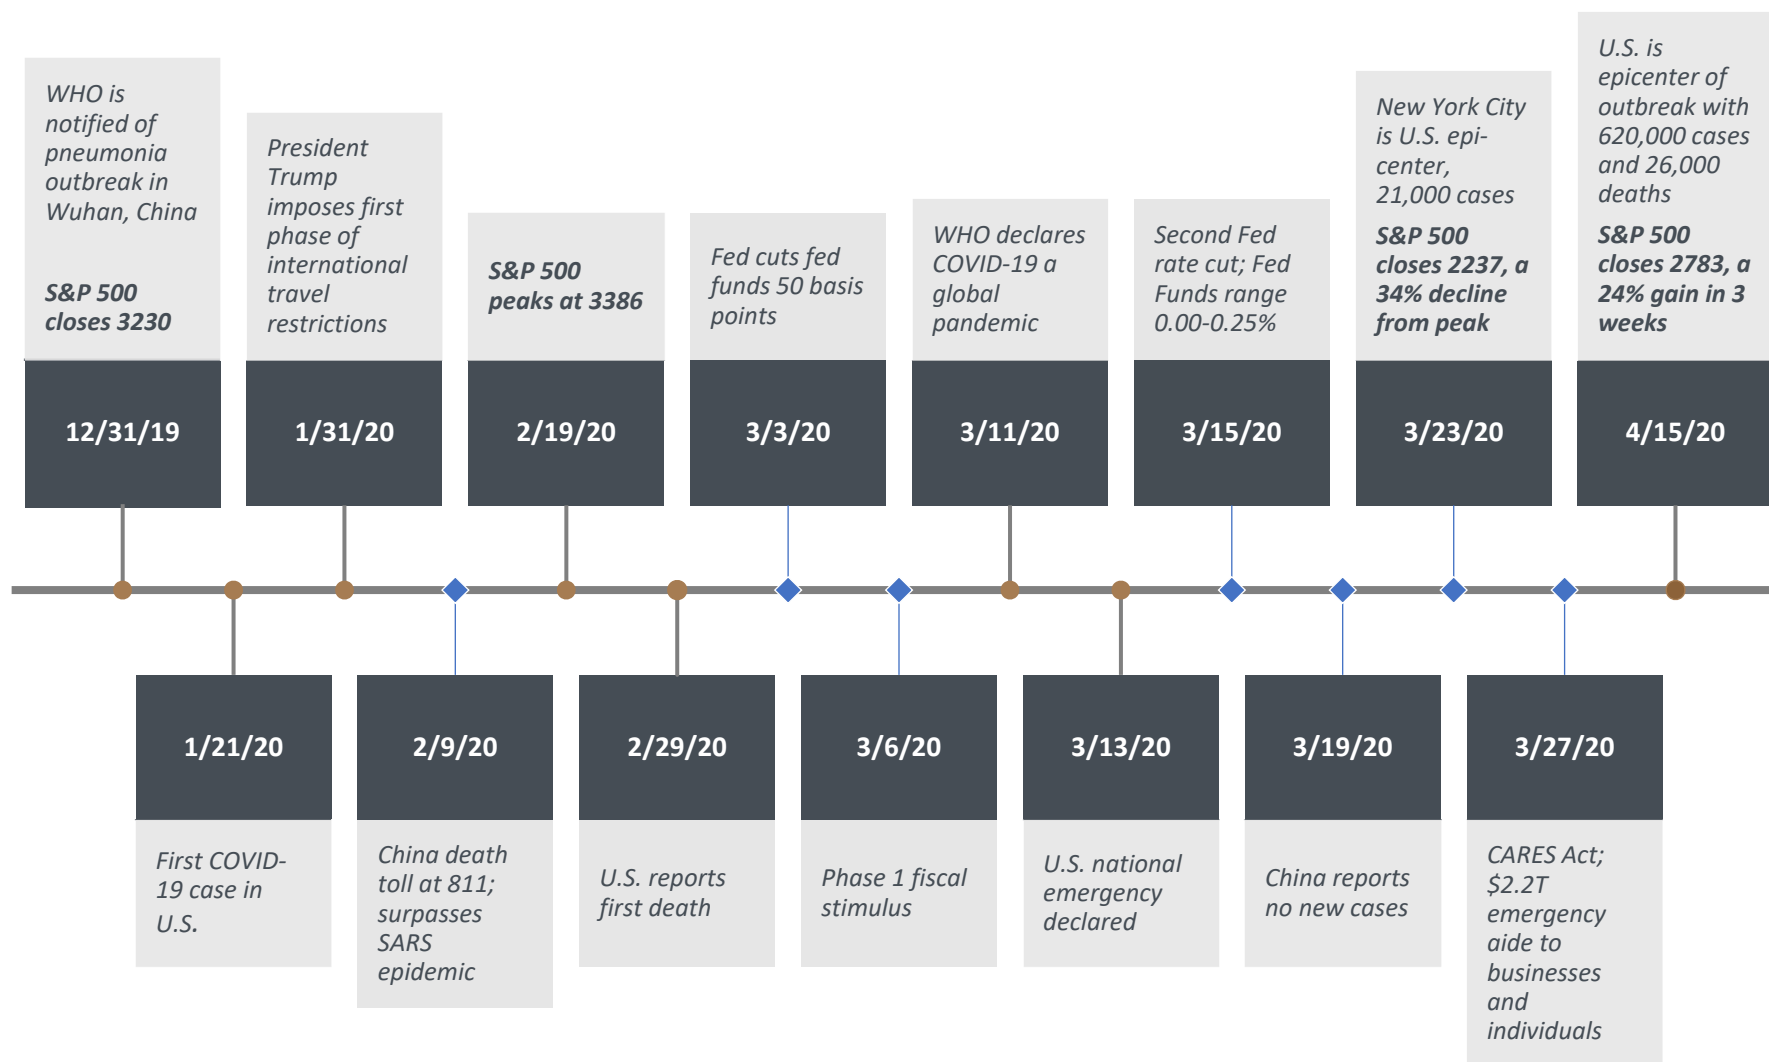 WHO is
notified of
pneumonia
outbreak in
Wuhan, China
S&P 500
closes 3230
12/31/19
President
Trump
imposes first
phase of
international
travel
restrictions
1/31/20
S&P 500
peaks at 3386
2/19/20
Fed cuts fed
funds 50 basis
points
3/3/20
WHO declares
COVID-19 a
global
pandemic
3/11/20
Second Fed
rate cut; Fed
Funds range
0.00-0.25%
3/15/20
New York City
is U.S. epi-
center,
21,000 cases
S&P 500
closes 2237, a
34% decline
from peak
3/23/20
U.S. is
epicenter of
outbreak with
620,000 cases
and 26,000
deaths
S&P 500
closes 2783, a
24% gain in 3
weeks
4/15/20
1/21/20
First COVID-
19 case in
U.S.
2/9/20
China death
toll at 811;
surpasses
SARS
epidemic
2/29/20
U.S. reports
first death
3/6/20
Phase 1 fiscal
stimulus
3/13/20
U.S. national
emergency
declared
3/19/20
China reports
no new cases
3/27/20
CARES Act;
$2.2T
emergency
aide to
businesses
and
individuals